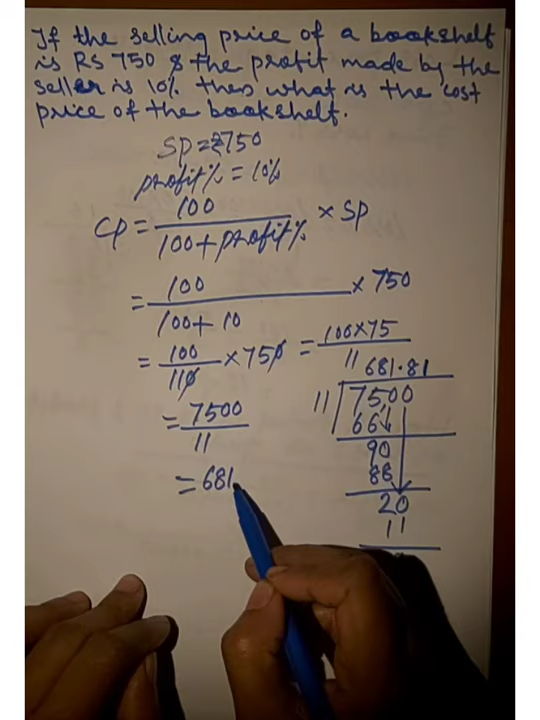 If the selling price of a bookshelf
is RS 750 & the profit made by the
seller is 10% then what is the cost
price of the bookshelf.
SP=₹750
profit% = 10%
CP = 100 / 100+profit% × SP
= 100 / 100+10 × 750
= 100 / 110 × 750 = 100×75 / 11
= 7500 / 11
= 681
681.81
11 7500
66
90
88
20
11